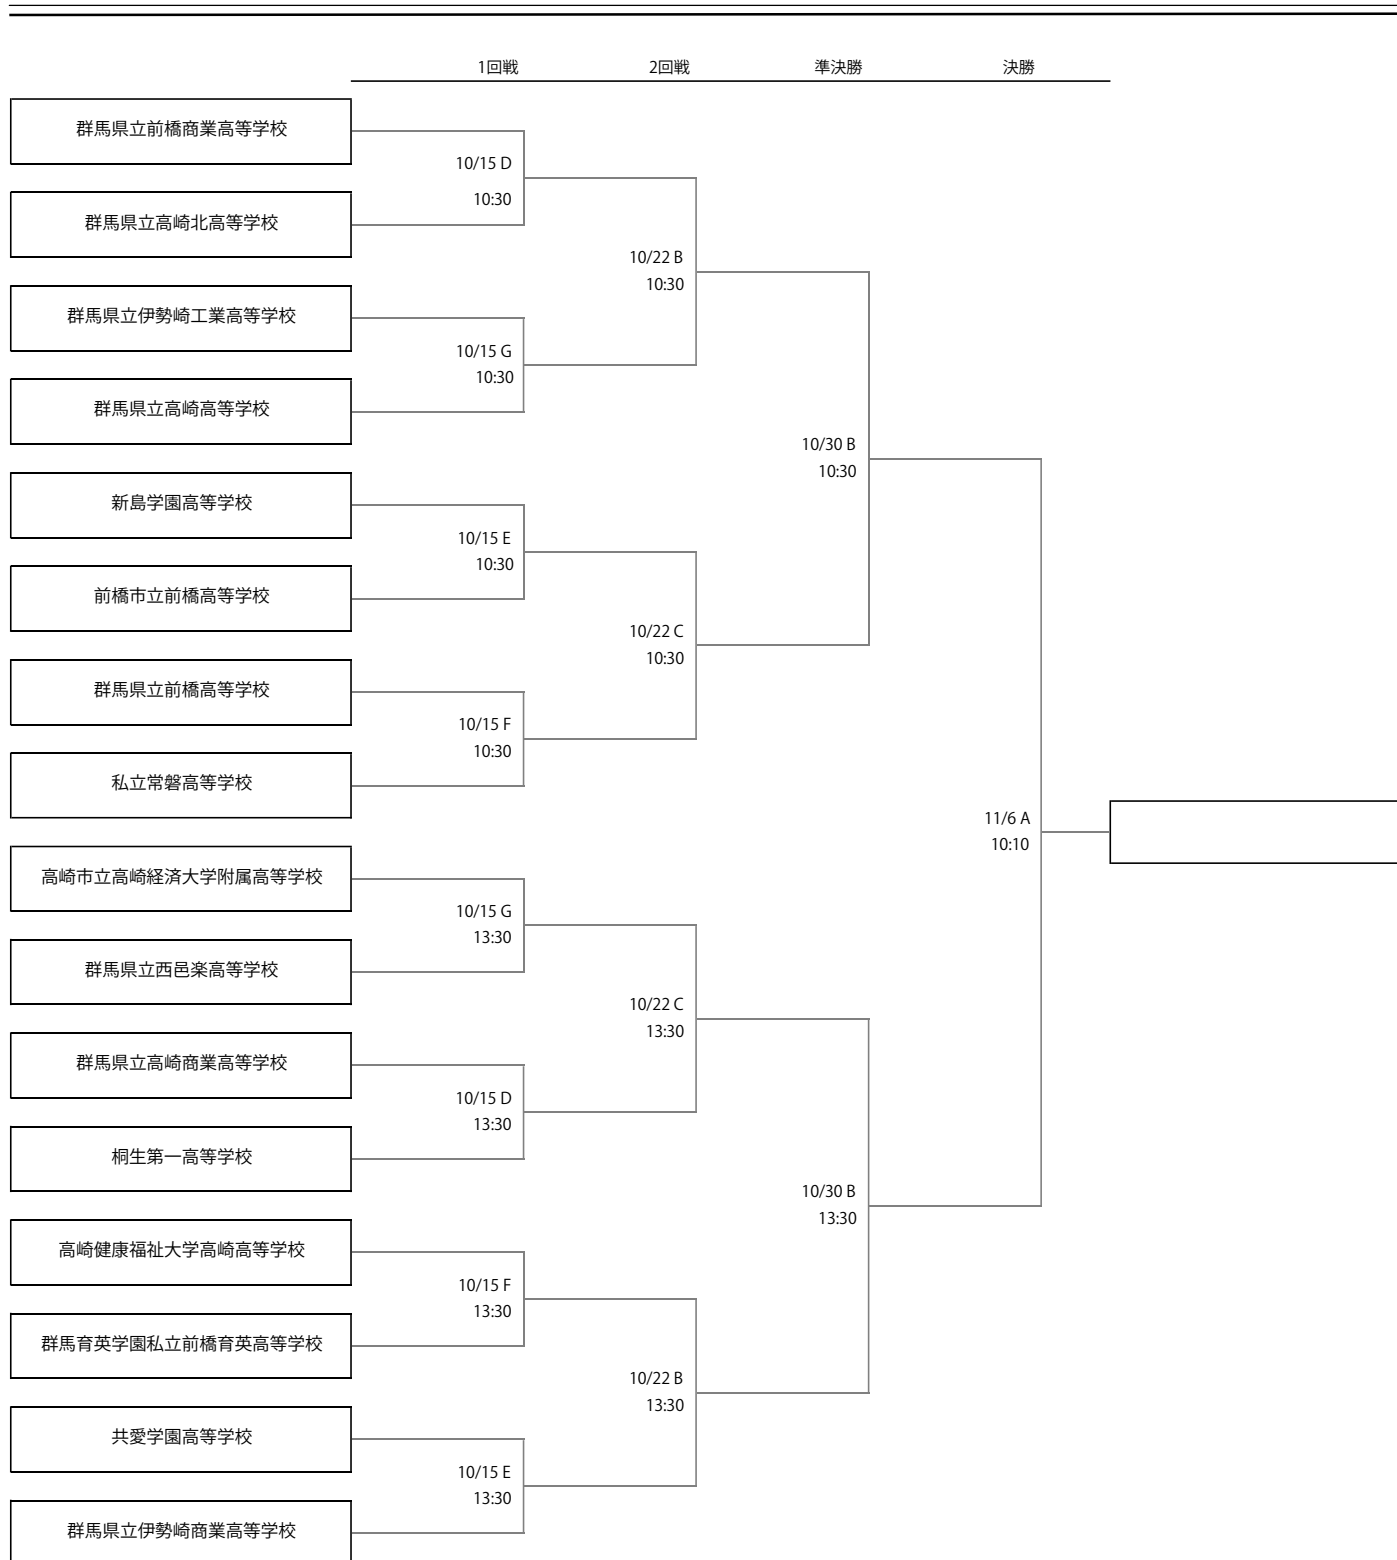 1回戦 2回戦 準決勝 決勝
群馬県立前橋商業高等学校
10/15 D
10:30
群馬県立高崎北高等学校
10/22 B
10:30
群馬県立伊勢崎工業高等学校
10/15 G
10:30
群馬県立高崎高等学校
10/30 B
10:30
新島学園高等学校
10/15 E
10:30
前橋市立前橋高等学校
10/22 C
10:30
群馬県立前橋高等学校
10/15 F
10:30
私立常磐高等学校
11/6 A
10:10
高崎市立高崎経済大学附属高等学校
10/15 G
13:30
群馬県立西邑楽高等学校
10/22 C
13:30
群馬県立高崎商業高等学校
10/15 D
13:30
桐生第一高等学校
10/30 B
13:30
高崎健康福祉大学高崎高等学校
10/15 F
13:30
群馬育英学園私立前橋育英高等学校
10/22 B
13:30
共愛学園高等学校
10/15 E
13:30
群馬県立伊勢崎商業高等学校